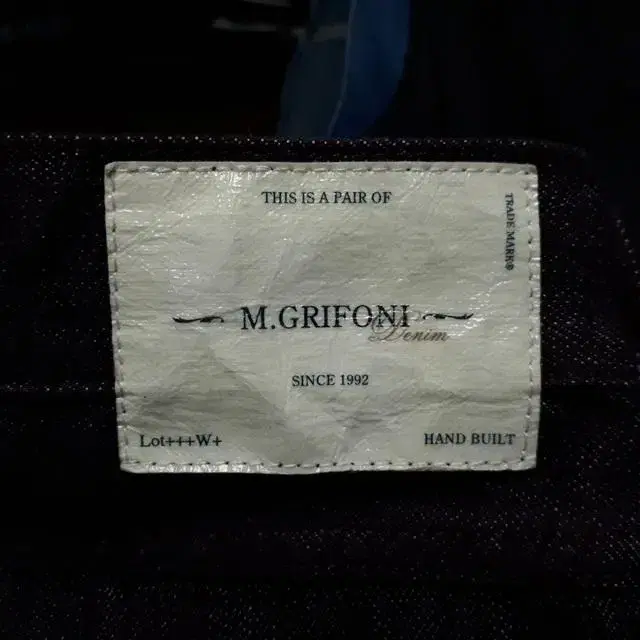 THIS IS A PAIR OF
TRADE MARK®
M.GRIFONI
Denim
SINCE 1992
Lot+++W+
HAND BUILT